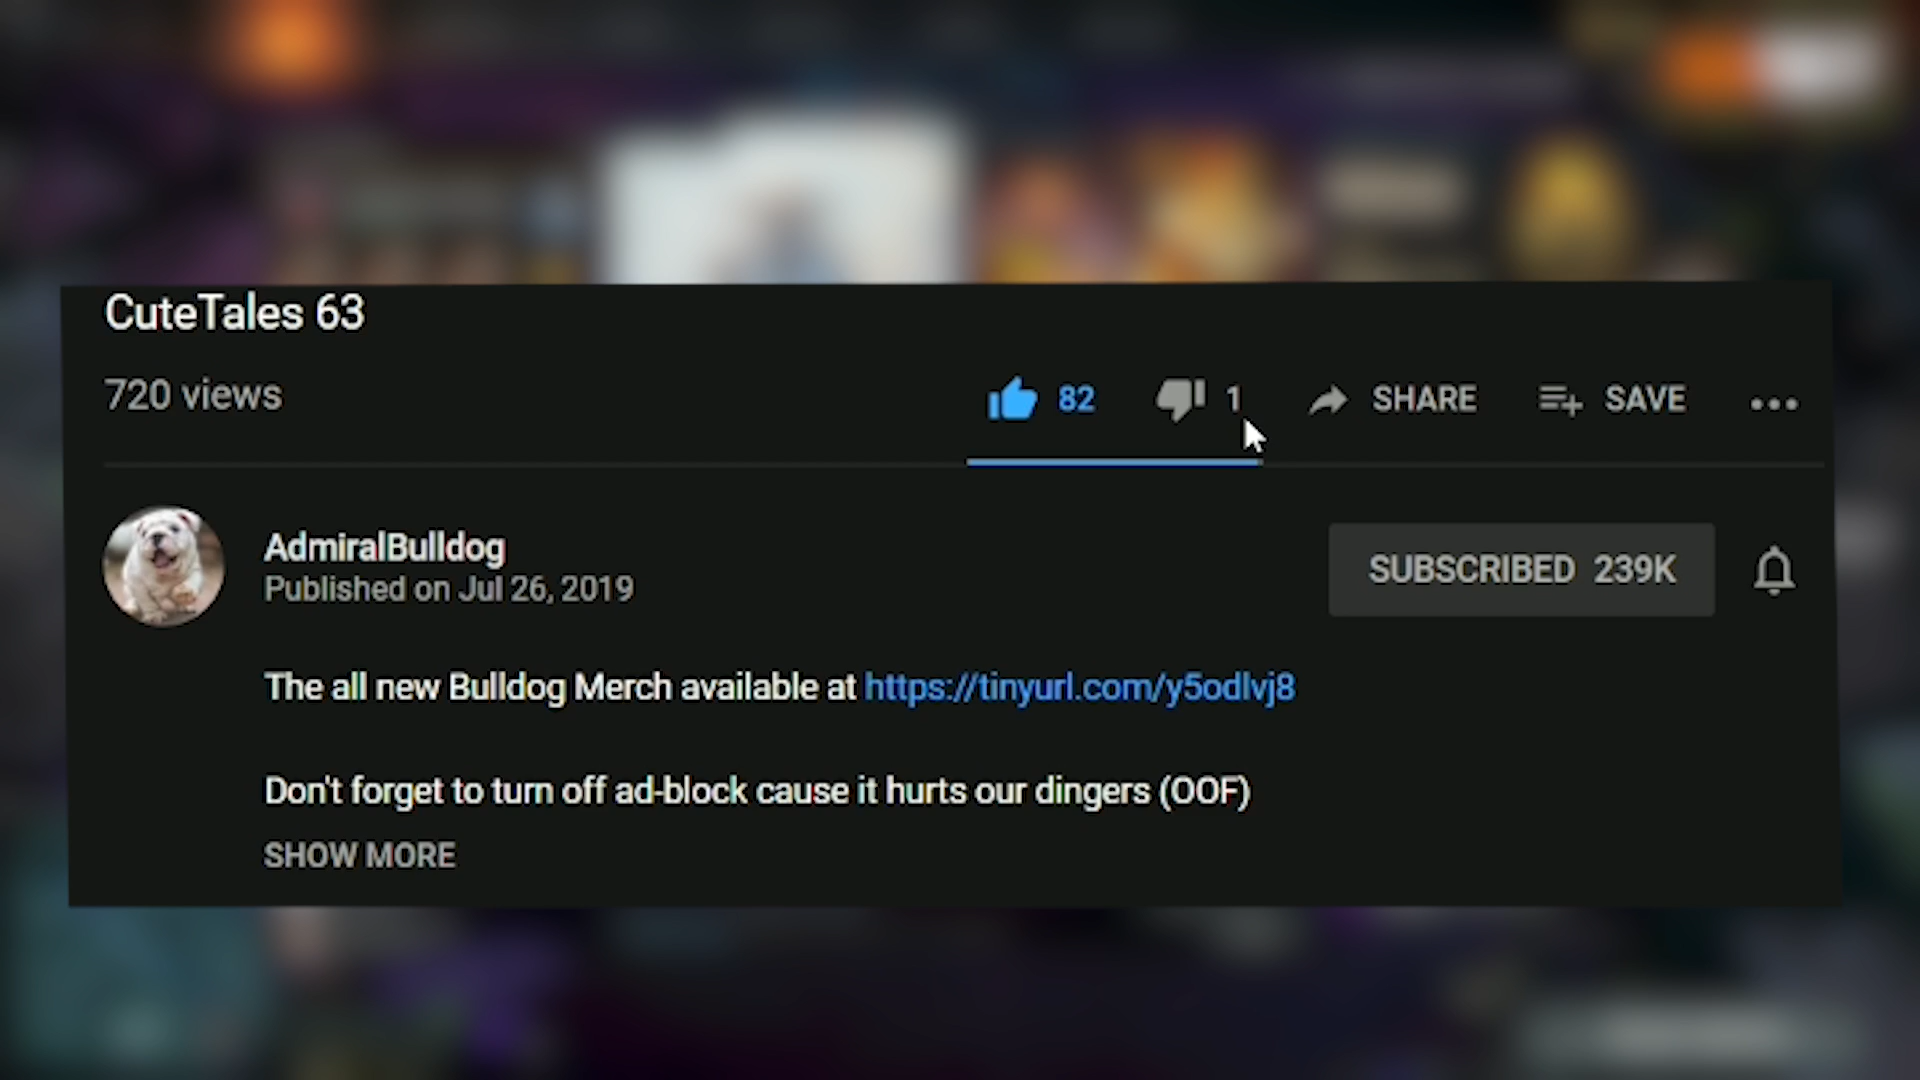 CuteTales 63
720 views
82 1 SHARE SAVE
AdmiralBulldog
Published on Jul 26, 2019
SUBSCRIBED 239K
The all new Bulldog Merch available at https://tinyurl.com/y5odlvj8
Don't forget to turn off ad-block cause it hurts our dingers (OOF)
SHOW MORE